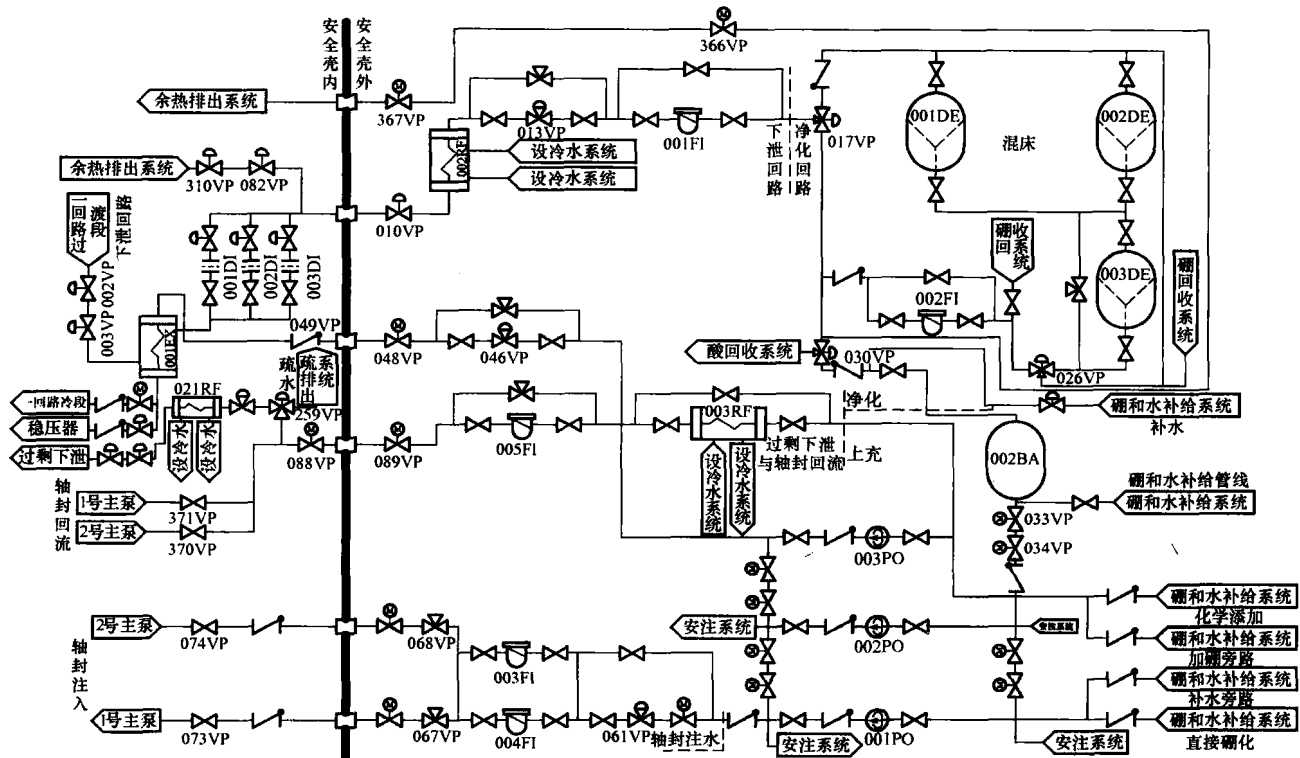 安全壳内
安全壳外
366VP
余热排出系统
367VP
013VP
001FI
下泄回路
净化回路
017VP
001DE
混床
002DE
002RF
设冷水系统
设冷水系统
余热排出系统
310VP
082VP
010VP
一回路过
渡段
下泄回路
002VP
003VP
001DI
002DI
003DI
硼回
收系统
003DE
硼回收系统
002FI
001EX
049VP
048VP
046VP
酸回收系统
030VP
026VP
疏水
疏排出
系统
259VP
021RF
一回路冷段
稳压器
过剩下泄
设冷水
设冷水
088VP
089VP
005FI
003RF
过剩下泄
与轴封回流
净化
上充
硼和水补给系统
补水
002BA
设冷水系统
设冷水系统
硼和水补给管线
硼和水补给系统
033VP
034VP
轴封回流
1号主泵
371VP
2号主泵
370VP
003PO
硼和水补给系统
化学添加
2号主泵
074VP
068VP
安注系统
002PO
安注系统
硼和水补给系统
加硼旁路
轴封注入
003FI
硼和水补给系统
补水旁路
1号主泵
073VP
067VP
004FI
061VP
轴封注水
001PO
硼和水补给系统
直接硼化
安注系统
安注系统